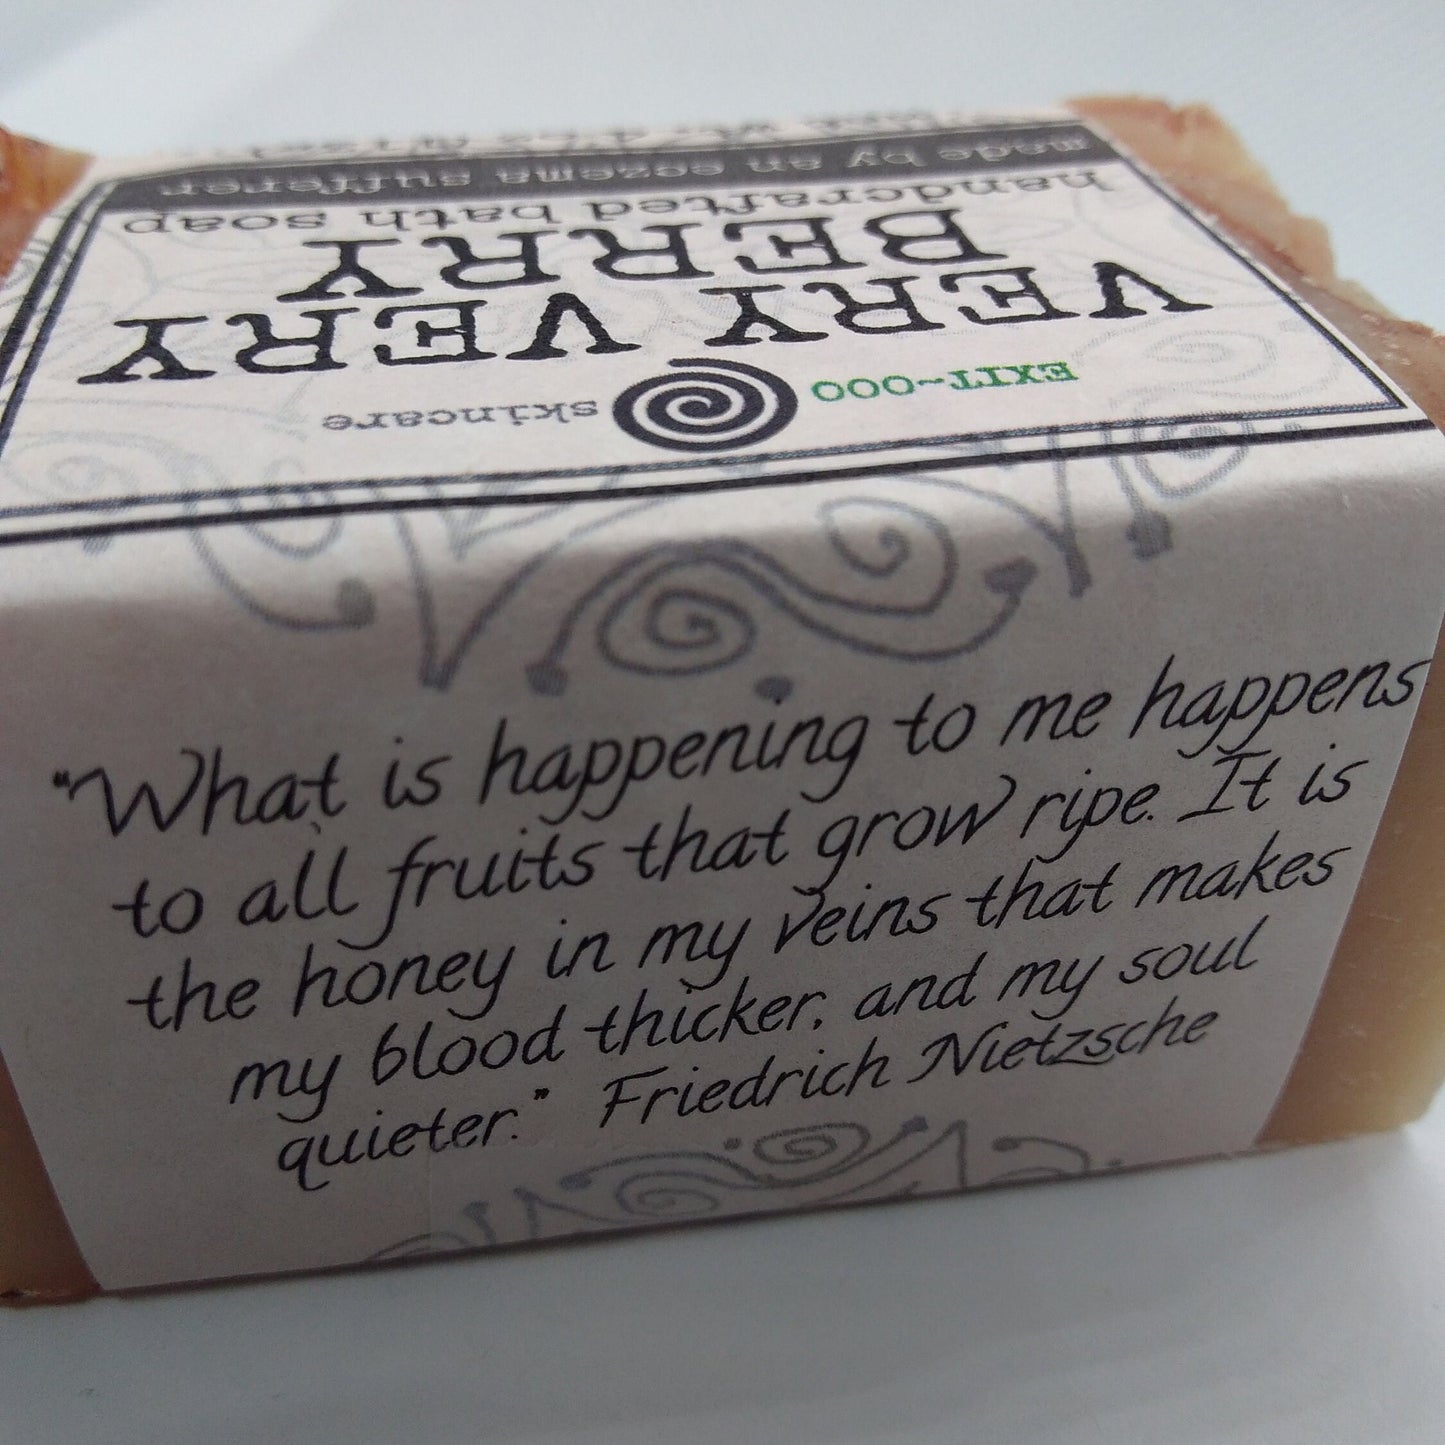 EXIT~000 skincare
VERY VERY
BERRY
handcrafted bath soap
made by an eczema sufferer
"What is happening to me happens
to all fruits that grow ripe. It is
the honey in my veins that makes
my blood thicker, and my soul
quieter." Friedrich Nietzsche